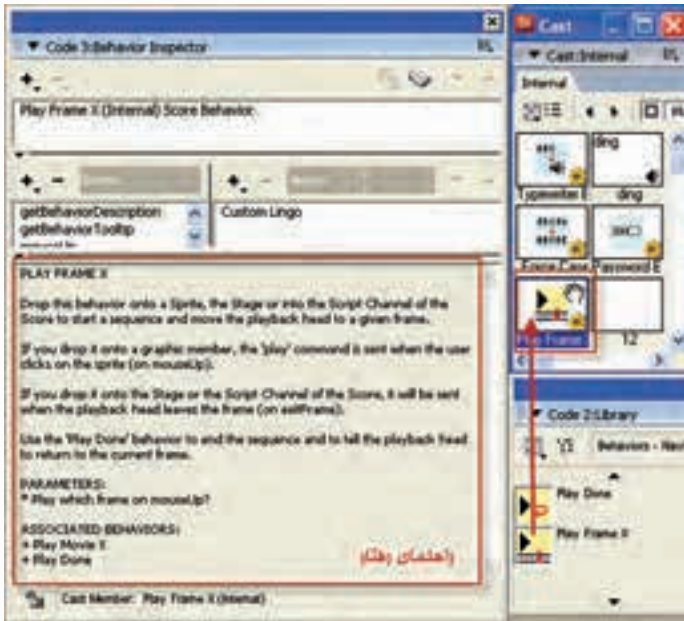 Code 3:Behavior Inspector
Play Frame X (Internal) Score Behavior
getBehaviorDescription
getBehaviorTooltip
Custom Lingo
PLAY FRAME X
Drop this behavior onto a Sprite, the Stage or into the Script Channel of the
Score to start a sequence and move the playback head to a given frame.
If you drop it onto a graphic member, the 'play' command is sent when the user
clicks on the sprite (on mouseUp).
If you drop it onto the Stage or the Script Channel of the Score, it will be sent
when the playback head leaves the frame (on exitFrame).
Use the 'Play Done' behavior to end the sequence and to tell the playback head
to return to the current frame.
PARAMETERS:
* Play which frame on mouseUp?
ASSOCIATED BEHAVIORS:
+ Play Movie X
+ Play Done
راهنمای رفتار
Cast Member: Play Frame X (Internal)
Cast
Cast:Internal
Internal
ding
Typewriter E
ding
Password E
Play Frame
12
Code 2:Library
Behaviors - Navi
Play Done
Play Frame X